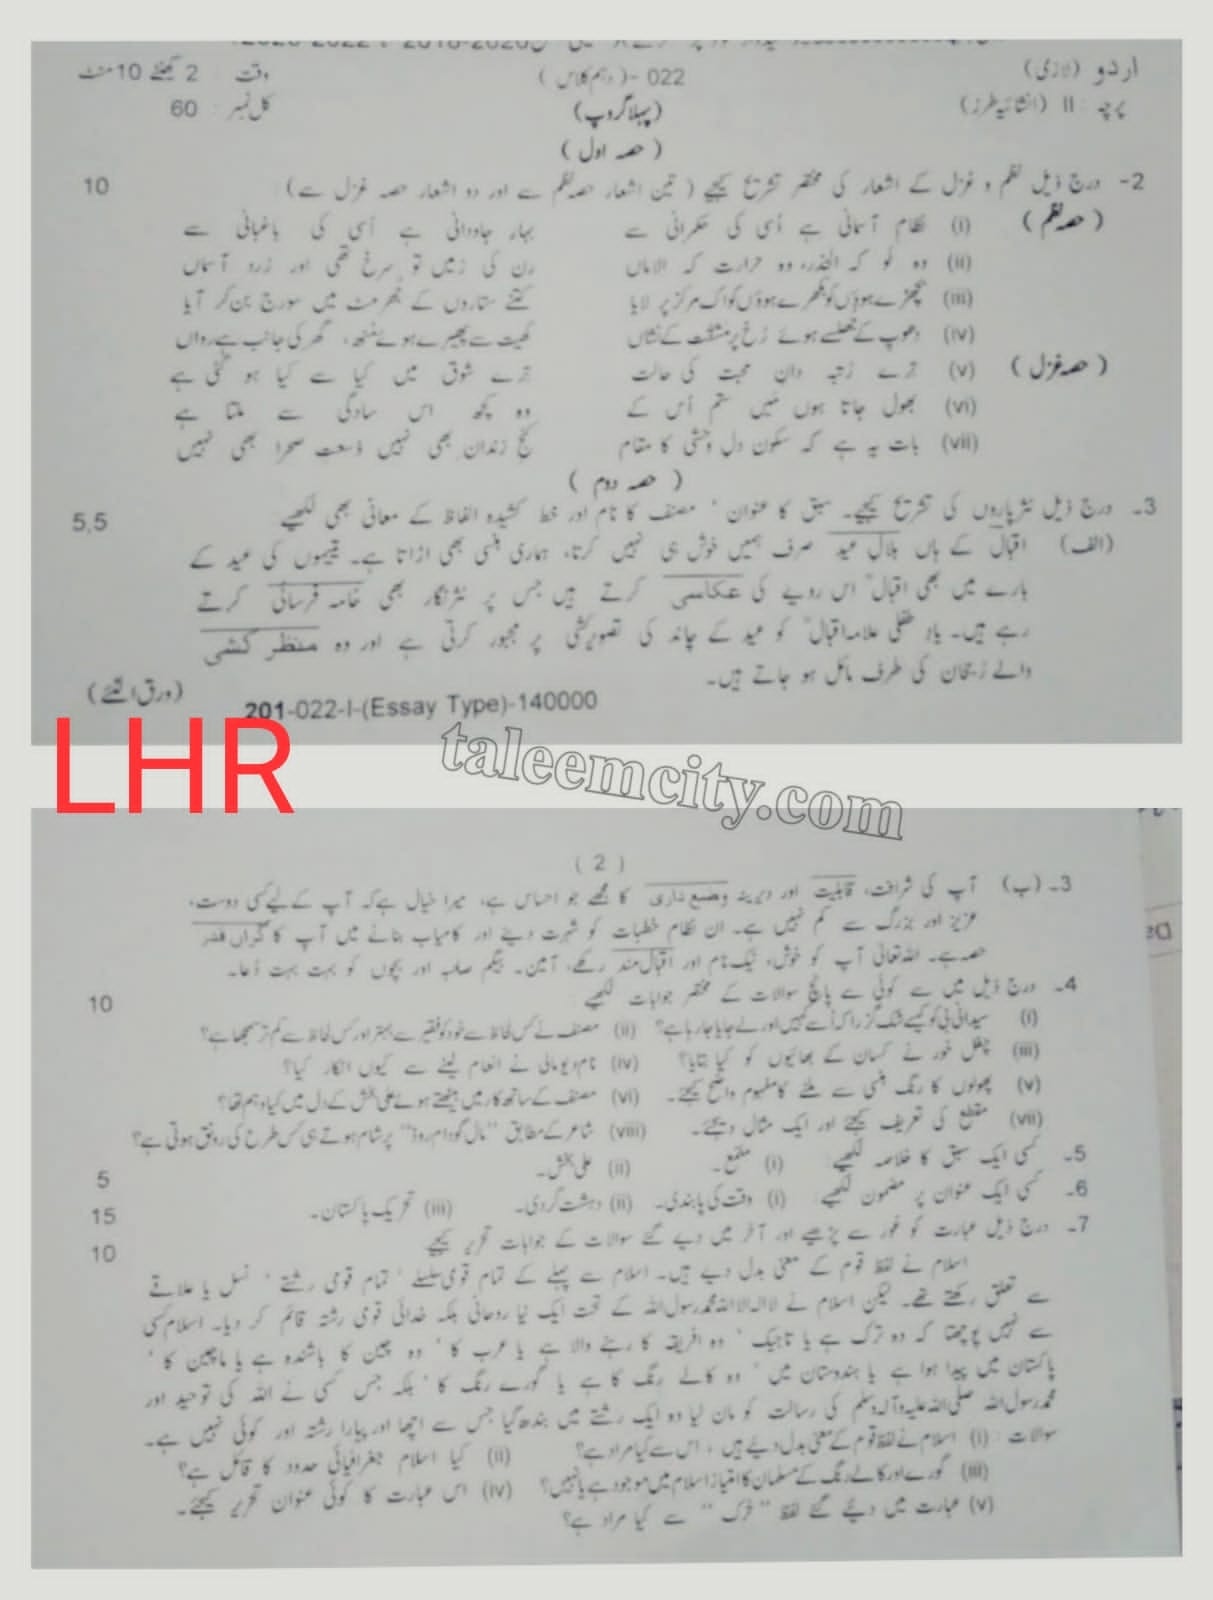 اردو (لازمی) 022 -(دہم کلاس) وقت : 2 گھنٹے 10 منٹ
پرچہ : II (انشائیہ طرز) (پہلا گروپ) کل نمبر : 60
(حصہ اول)
2- درج ذیل نظم و غزل کے اشعار کی مختصر تشریح کیجیے (تین اشعار حصہ نظم سے اور دو اشعار حصہ غزل سے) : 10
(حصہ نظم) (i) نظام آسمانی ہے اُسی کی حکمرانی سے بہار جاودانی ہے اُسی کی باغبانی سے
(ii) وہ لُو کہ الحذر، وہ حرارت کہ الاماں رن کی زمیں تو سرخ تھی اور زرد آسماں
(iii) بچھڑے ہوؤں کو بکھرے ہوؤں کو اک مرکز پر لایا کتنے ستاروں کے جھرمٹ میں سورج بن کر آیا
(iv) دھوپ کے جھلسے ہوئے رُخ پر مشقت کے نشاں کھیت سے پھیرے ہوئے منھ، گھر کی جانب ہے رواں
(حصہ غزل) (v) ترے رُتبہ دان محبت کی حالت ترے شوق میں کیا سے کیا ہو گئی ہے
(vi) بھول جاتا ہوں مَیں ستم اُس کے وہ کچھ اس سادگی سے ملتا ہے
(vii) بات یہ ہے کہ سکون دل وحشی کا مقام کنج زنداں بھی نہیں وُسعتِ صحرا بھی نہیں
(حصہ دوم)
3- درج ذیل نثرپاروں کی تشریح کیجیے۔ سبق کا عنوان ' مصنف کا نام اور خط کشیدہ الفاظ کے معانی بھی لکھیے 5,5
(الف) اقبال کے ہاں ہلال عید صرف ہمیں خوش ہی نہیں کرتا، ہماری ہنسی بھی اڑاتا ہے۔ یتیموں کی عید کے
بارے میں بھی اقبالؒ اس رویے کی عکاسی کرتے ہیں جس پر نثرنگار بھی خامہ فرسائی کرتے
رہے ہیں۔ یادِ طفلی علامہ اقبالؒ کو عید کے چاند کی تصویرکشی پر مجبور کرتی ہے اور وہ منظر کشی
والے رُجحان کی طرف مائل ہو جاتے ہیں۔
(ورق الٹیے)
201-022-I-(Essay Type)-140000
LHR
taleemcity.com
(2)
3- (ب) آپ کی شرافت، قابلیت اور دیرینہ وضع داری کا مجھے جو احساس ہے، میرا خیال ہے کہ آپ کے لیے کسی دوست،
عزیز اور بزرگ سے کم نہیں ہے۔ ان نظام خطبات کو شہرت دینے اور کامیاب بنانے میں آپ کا گراں قدر
حصہ ہے۔ اللہ تعالیٰ آپ کو خوش، نیک نام اور اقبال مند رکھے، آمین۔ بیگم صاحبہ اور بچوں کو بہت بہت دُعا۔
4- درج ذیل میں سے کوئی سے پانچ سوالات کے مختصر جوابات لکھیے : 10
(i) سیدانی بی کو کیسے شک گزرا کہ اُسے کہیں اور لے جایا جا رہا ہے؟ (ii) مصنف نے کس لحاظ سے خود کو فقیر سے بہتر اور کس لحاظ سے کم تر سمجھا ہے؟
(iii) چغل خور نے کسان کے بھائیوں کو کیا بتایا؟ (iv) نام دیو مالی نے انعام لینے سے کیوں انکار کیا؟
(v) پھولوں کا رنگ ہنسی سے ملنے کا مفہوم واضح کیجئے۔ (vi) مصنف کے ساتھ کار میں بیٹھتے ہوئے علی بخش کے دل میں کیا وہم تھا؟
(vii) مقطع کی تعریف کیجئے اور ایک مثال دیجئے۔ (viii) شاعر کے مطابق "مال گودام روڈ" پر شام ہوتے ہی کس طرح کی رونق ہوتی ہے؟
5- کسی ایک سبق کا خلاصہ لکھیے: (i) ملمع۔ (ii) علی بخش۔ 5
6- کسی ایک عنوان پر مضمون لکھیے: (i) وقت کی پابندی۔ (ii) دہشت گردی۔ (iii) تحریک پاکستان۔ 15
7- درج ذیل عبارت کو غور سے پڑھیے اور آخر میں دیے گئے سوالات کے جوابات تحریر کیجیے 10
اسلام نے لفظ قوم کے معنی بدل دیے ہیں۔ اسلام سے پہلے کے تمام قومی سلسلے ' تمام قومی رشتے ' نسل یا علاقے
سے تعلق رکھتے تھے۔ لیکن اسلام نے لا الہ الا اللہ محمد رسول اللہ کے تحت ایک نیا روحانی بلکہ خدائی قومی رشتہ قائم کر دیا۔ اسلام کسی
سے نہیں پوچھتا کہ وہ ترک ہے یا تاجیک ' وہ افریقہ کا رہنے والا ہے یا عرب کا ' وہ چین کا باشندہ ہے یا ماچین کا '
پاکستان میں پیدا ہوا ہے یا ہندوستان میں ' وہ کالے رنگ کا ہے یا گورے رنگ کا ' بلکہ جس کسی نے اللہ کی توحید اور
محمد رسول اللہ صلی اللہ علیہ وآلہ وسلم کی رسالت کو مان لیا وہ ایک رشتے میں بندھ گیا جس سے اچھا اور پیارا رشتہ اور کوئی نہیں ہے۔
سوالات : (i) اسلام نے لفظ قوم کے معنی بدل دیے ہیں ، اس سے کیا مراد ہے؟ (ii) کیا اسلام جغرافیائی حدود کا قائل ہے؟
(iii) گورے اور کالے رنگ کے مسلمان کا امتیاز اسلام میں موجود ہے یا نہیں؟ (iv) اس عبارت کا کوئی عنوان تحریر کیجئے۔
(v) عبارت میں دیئے گئے لفظ "ترک" سے کیا مراد ہے؟